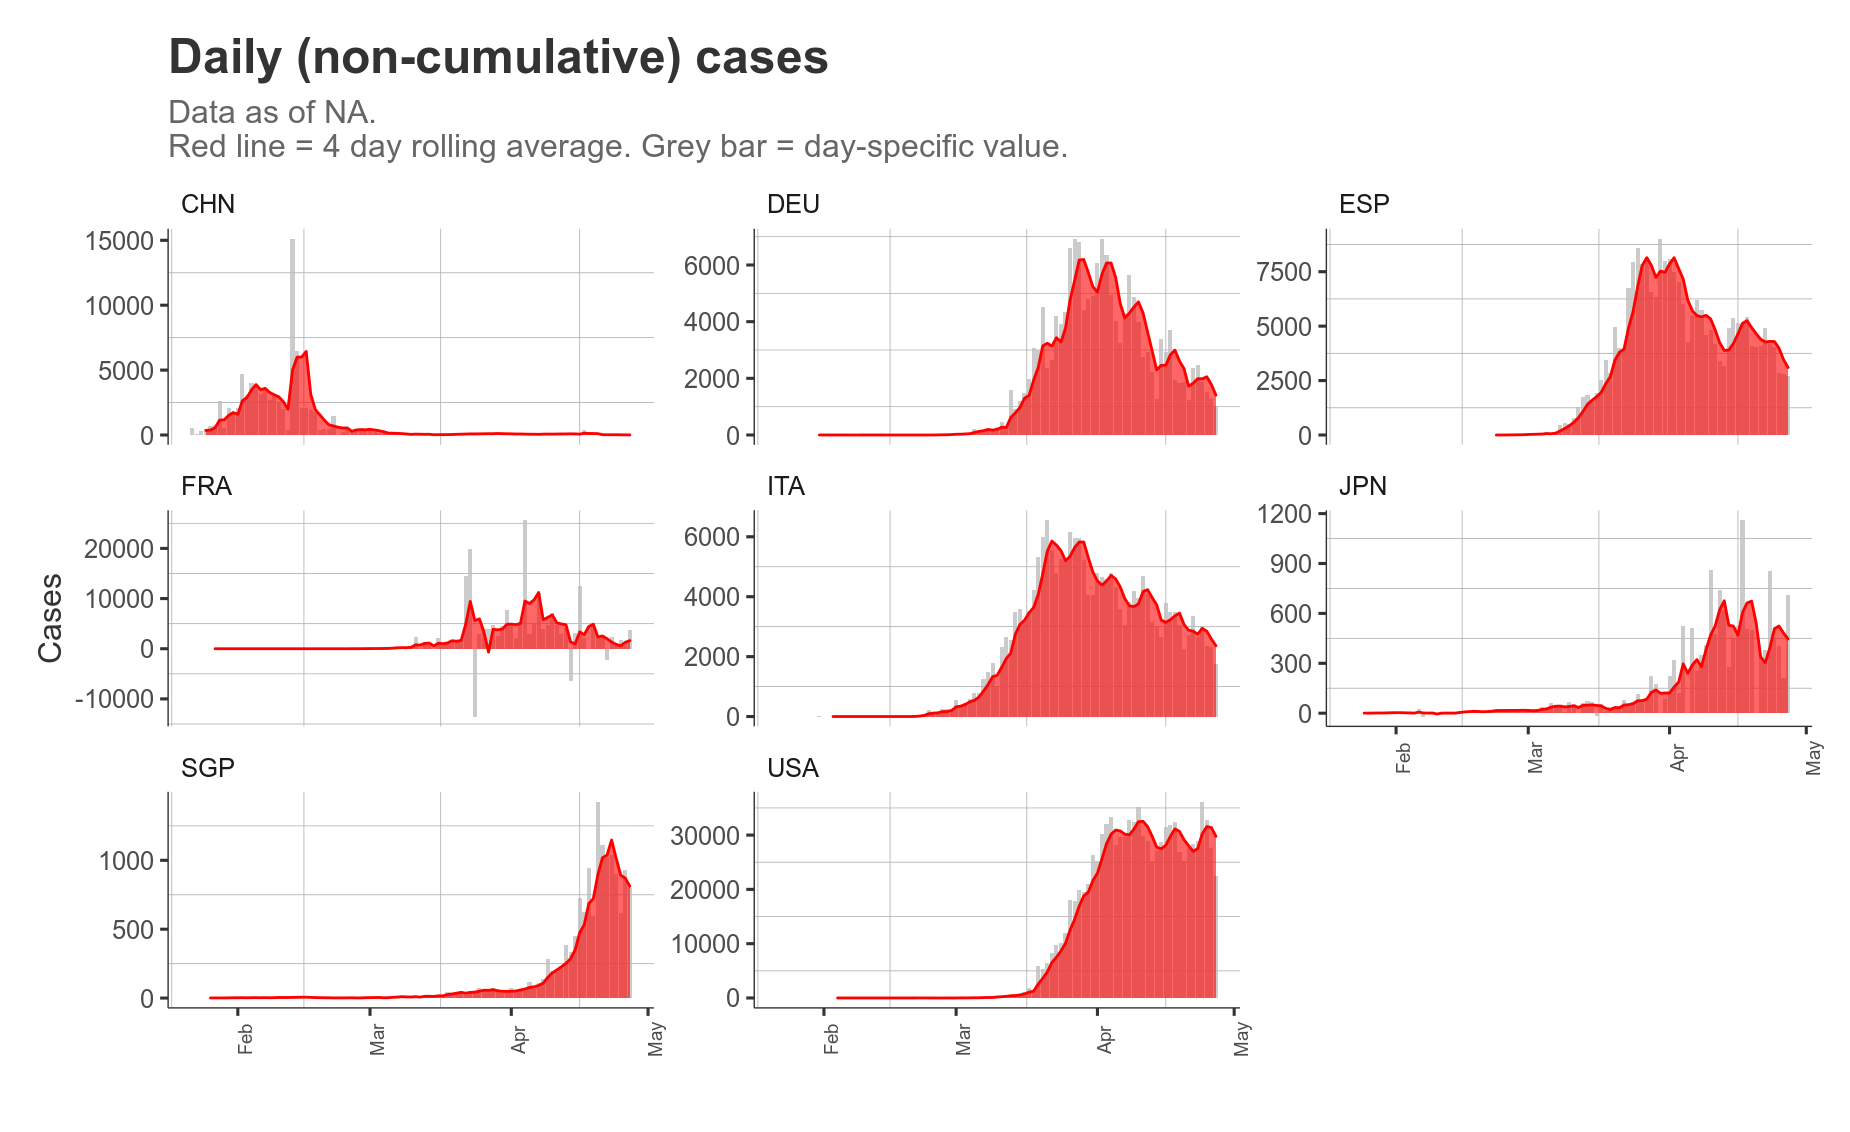 Daily (non-cumulative) cases
Data as of NA.
Red line = 4 day rolling average. Grey bar = day-specific value.
CHN
DEU
ESP
15000
10000
5000
0
6000
4000
2000
0
7500
5000
2500
0
FRA
ITA
JPN
20000
10000
0
-10000
6000
4000
2000
0
1200
900
600
300
0
Feb
Mar
Apr
May
Cases
SGP
USA
1000
500
0
30000
20000
10000
0
Feb
Mar
Apr
May
Feb
Mar
Apr
May